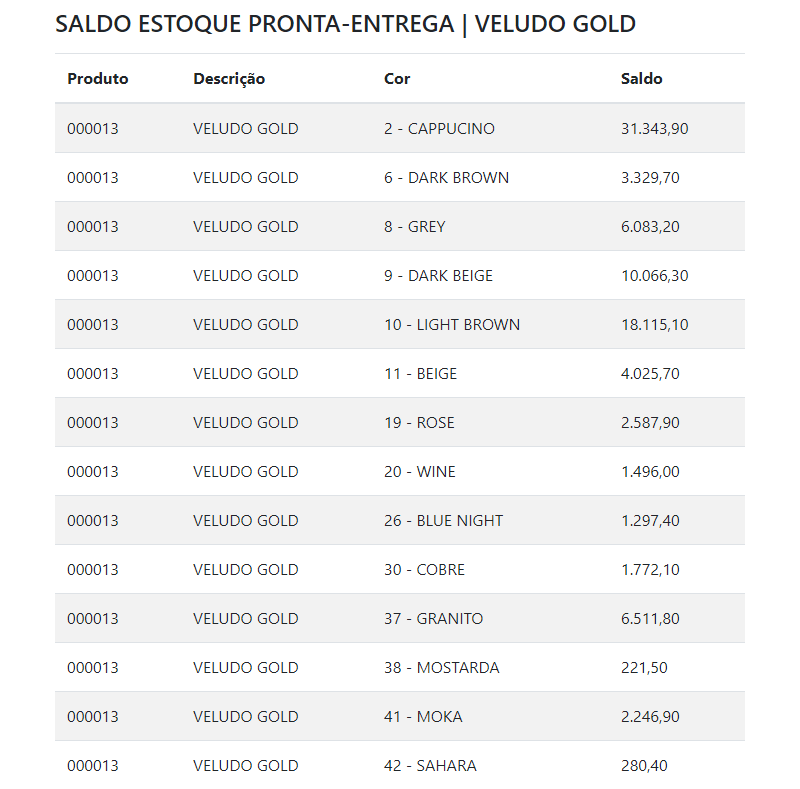 SALDO ESTOQUE PRONTA-ENTREGA | VELUDO GOLD
Produto Descrição Cor Saldo
000013 VELUDO GOLD 2 - CAPPUCINO 31.343,90
000013 VELUDO GOLD 6 - DARK BROWN 3.329,70
000013 VELUDO GOLD 8 - GREY 6.083,20
000013 VELUDO GOLD 9 - DARK BEIGE 10.066,30
000013 VELUDO GOLD 10 - LIGHT BROWN 18.115,10
000013 VELUDO GOLD 11 - BEIGE 4.025,70
000013 VELUDO GOLD 19 - ROSE 2.587,90
000013 VELUDO GOLD 20 - WINE 1.496,00
000013 VELUDO GOLD 26 - BLUE NIGHT 1.297,40
000013 VELUDO GOLD 30 - COBRE 1.772,10
000013 VELUDO GOLD 37 - GRANITO 6.511,80
000013 VELUDO GOLD 38 - MOSTARDA 221,50
000013 VELUDO GOLD 41 - MOKA 2.246,90
000013 VELUDO GOLD 42 - SAHARA 280,40